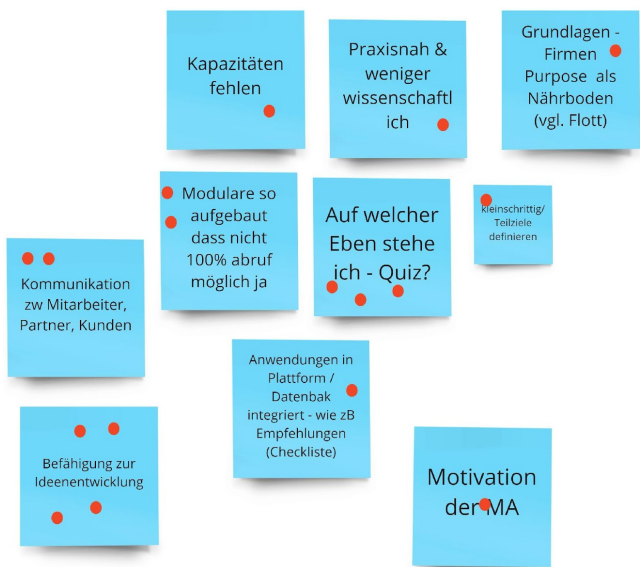 Kapazitäten
fehlen
Praxisnah &
weniger
wissenschaftl
ich
Grundlagen -
Firmen
Purpose als
Nährboden
(vgl. Flott)
Modulare so
aufgebaut
dass nicht
100% abruf
möglich ja
Auf welcher
Eben stehe
ich - Quiz?
kleinschrittig/
Teilziele
definieren
Kommunikation
zw Mitarbeiter,
Partner, Kunden
Anwendungen in
Plattform /
Datenbak
integriert - wie zB
Empfehlungen
(Checkliste)
Befähigung zur
Ideenentwicklung
Motivation
der MA